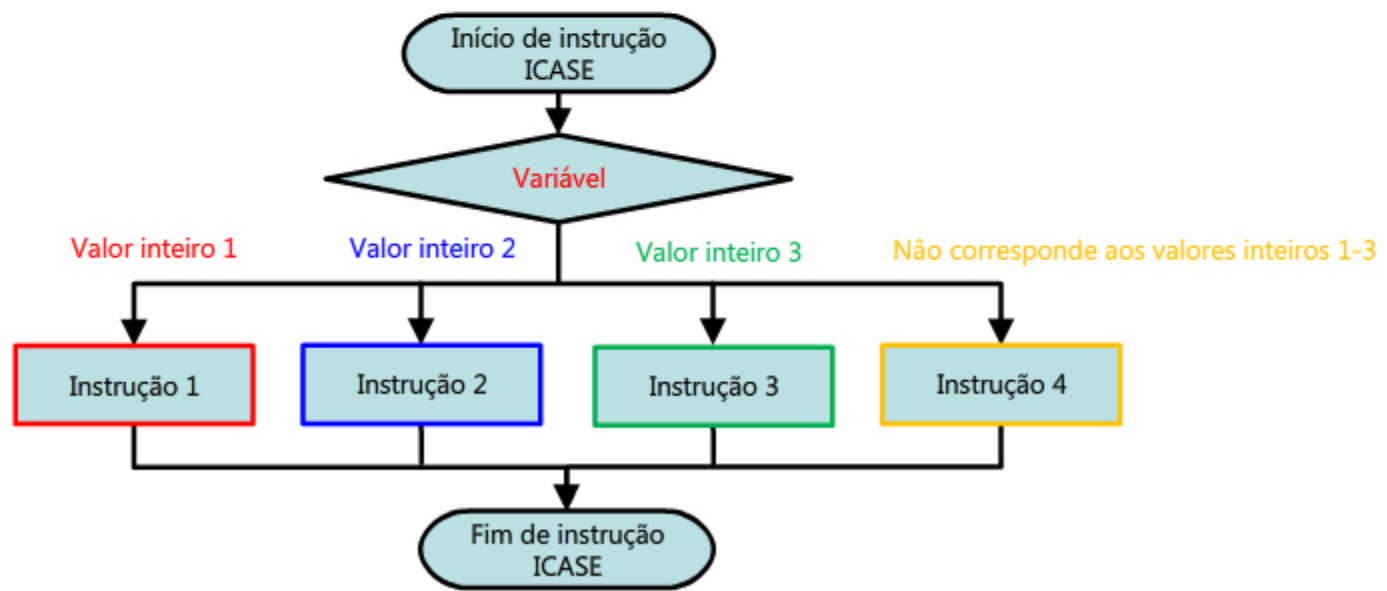 Início de instrução
ICASE
Variável
Valor inteiro 1
Valor inteiro 2
Valor inteiro 3
Nâo corresponde aos valores inteiros 1-3
Instrução 1
Instrução 2
Instrução 3
Instrução 4
Fim de instrução
ICASE